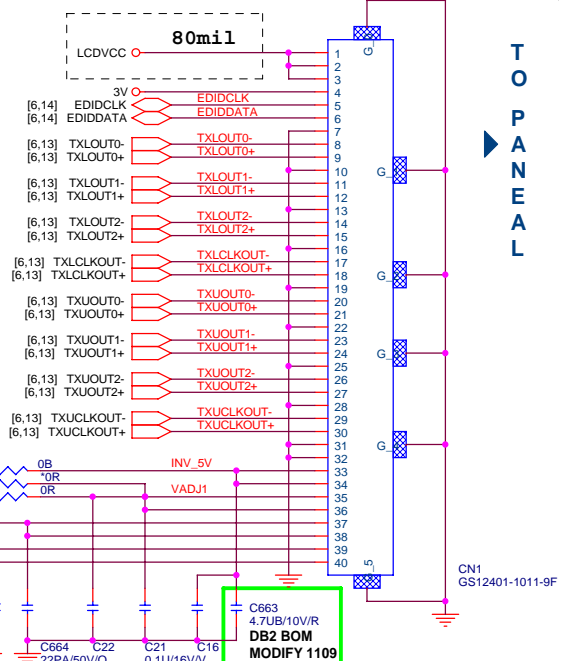 80mil
LCDVCC
3V
[6,14] EDIDCLK EDIDCLK
[6,14] EDIDDATA EDIDDATA
[6,13] TXLOUT0- TXLOUT0-
[6,13] TXLOUT0+ TXLOUT0+
[6,13] TXLOUT1- TXLOUT1-
[6,13] TXLOUT1+ TXLOUT1+
[6,13] TXLOUT2- TXLOUT2-
[6,13] TXLOUT2+ TXLOUT2+
[6,13] TXLCLKOUT- TXLCLKOUT-
[6,13] TXLCLKOUT+ TXLCLKOUT+
[6,13] TXUOUT0- TXUOUT0-
[6,13] TXUOUT0+ TXUOUT0+
[6,13] TXUOUT1- TXUOUT1-
[6,13] TXUOUT1+ TXUOUT1+
[6,13] TXUOUT2- TXUOUT2-
[6,13] TXUOUT2+ TXUOUT2+
[6,13] TXUCLKOUT- TXUCLKOUT-
[6,13] TXUCLKOUT+ TXUCLKOUT+
0B INV_5V
*0R
0R VADJ1
1
2
3
4
5
6
7
8
9
10
11
12
13
14
15
16
17
18
19
20
21
22
23
24
25
26
27
28
29
30
31
32
33
34
35
36
37
38
39
40
G_
G_
G_
G_
G_
G_5
TO PANEAL
CN1
GS12401-1011-9F
C663
4.7UB/10V/R
DB2 BOM
MODIFY 1109
C664 C22 C21 C16
22PA/50V/O 0.1U/16V/V